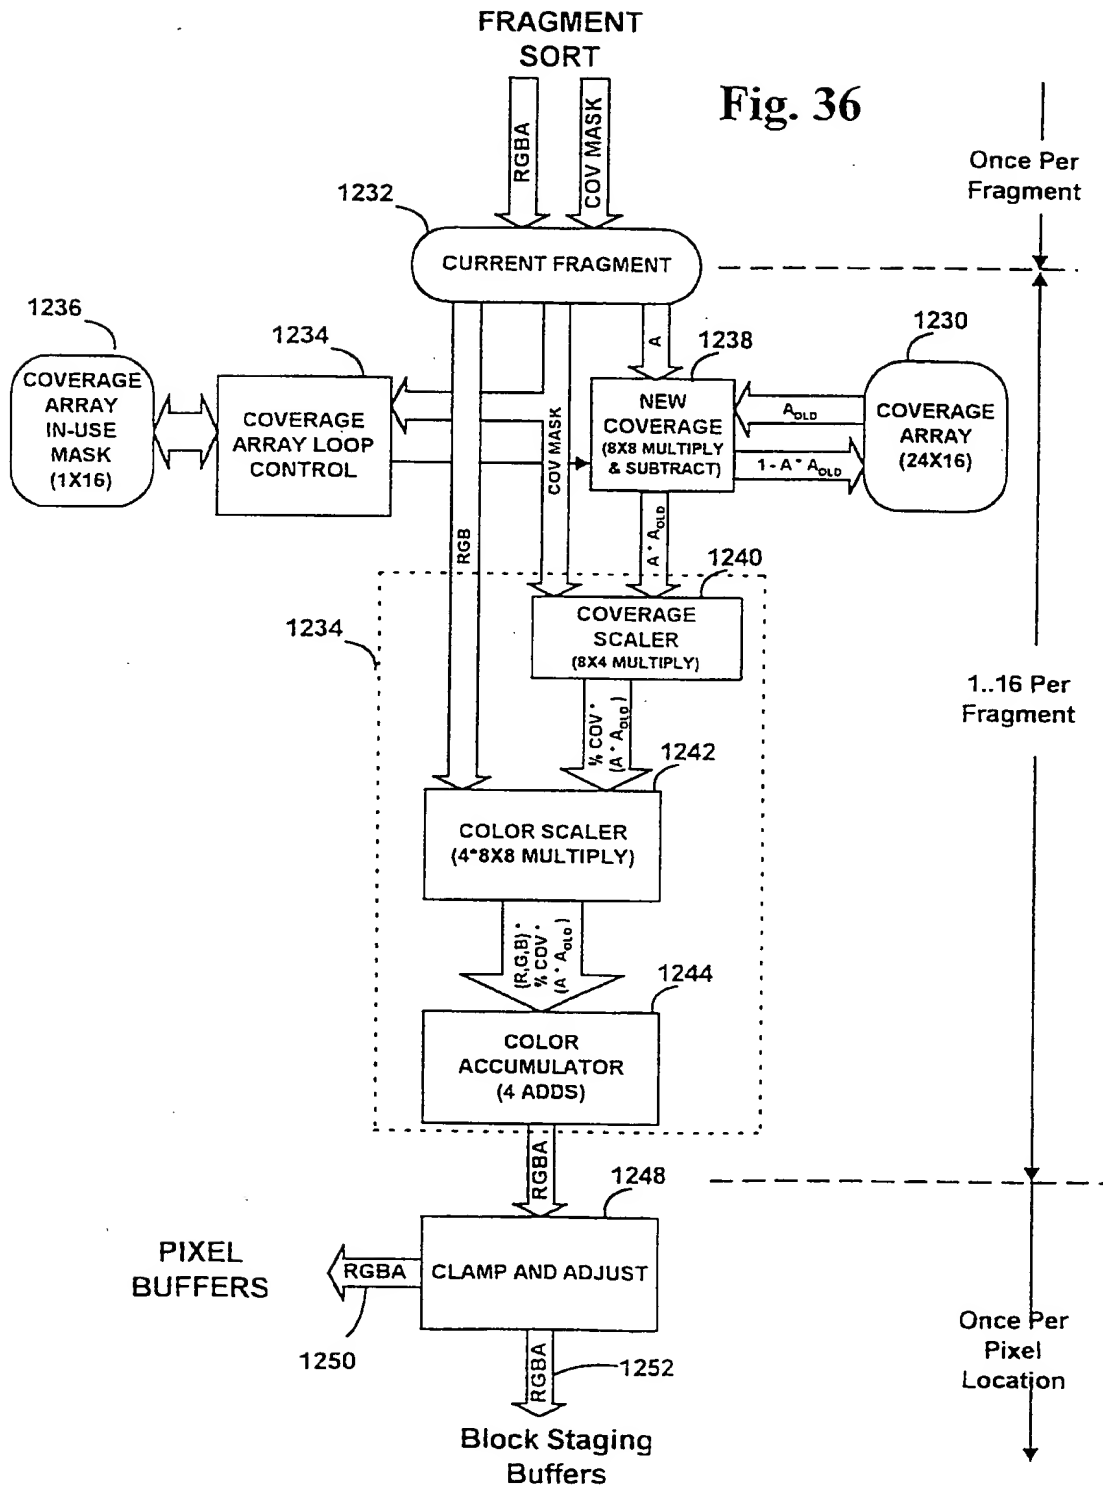 FRAGMENT
SORT
Fig. 36
RGBA
COV MASK
Once Per
Fragment
1232
CURRENT FRAGMENT
1236
1234
1238
1230
A
COVERAGE
ARRAY
IN-USE
MASK
(1X16)
COVERAGE
ARRAY LOOP
CONTROL
NEW
COVERAGE
(8X8 MULTIPLY
& SUBTRACT)
A_OLD
1 - A * A_OLD
COVERAGE
ARRAY
(24X16)
COV MASK
RGB
A * A_OLD
1240
1234
COVERAGE
SCALER
(8X4 MULTIPLY)
1..16 Per
Fragment
% COV *
(A * A_OLD)
1242
COLOR SCALER
(4*8X8 MULTIPLY)
(R,G,B) *
% COV *
(A * A_OLD)
1244
COLOR
ACCUMULATOR
(4 ADDS)
RGBA
1248
PIXEL
BUFFERS
RGBA
CLAMP AND ADJUST
1250
RGBA
1252
Once Per
Pixel
Location
Block Staging
Buffers